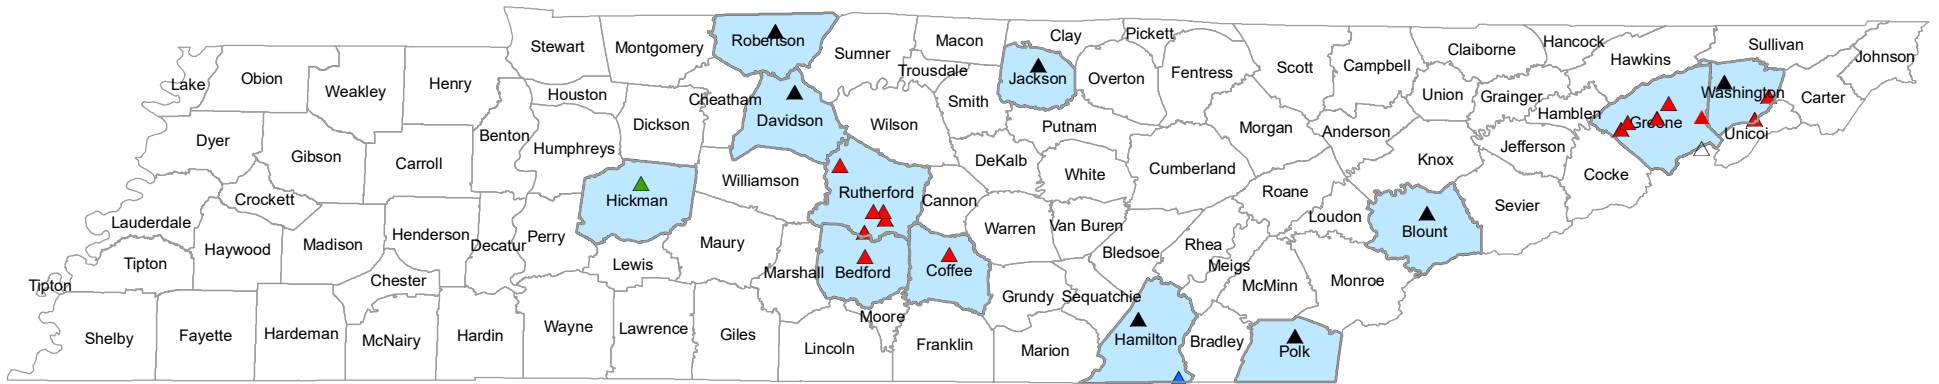 Stewart
Montgomery
Robertson
Sumner
Macon
Clay
Pickett
Trousdale
Jackson
Overton
Fentress
Scott
Campbell
Claiborne
Hancock
Hawkins
Sullivan
Johnson
Lake
Obion
Weakley
Henry
Houston
Cheatham
Smith
Union
Grainger
Hamblen
Washington
Carter
Dyer
Gibson
Carroll
Benton
Humphreys
Dickson
Davidson
Wilson
Putnam
Morgan
Anderson
Greene
Unicoi
Jefferson
Knox
Cocke
Crockett
Williamson
Hickman
Rutherford
Cannon
DeKalb
White
Cumberland
Roane
Loudon
Blount
Sevier
Lauderdale
Haywood
Madison
Henderson
Decatur
Perry
Maury
Warren
Van Buren
Bledsoe
Rhea
Meigs
Tipton
Tipton
Chester
Lewis
Marshall
Bedford
Coffee
Grundy
Sequatchie
McMinn
Monroe
Shelby
Fayette
Hardeman
McNairy
Hardin
Wayne
Lawrence
Giles
Lincoln
Moore
Franklin
Marion
Hamilton
Bradley
Polk